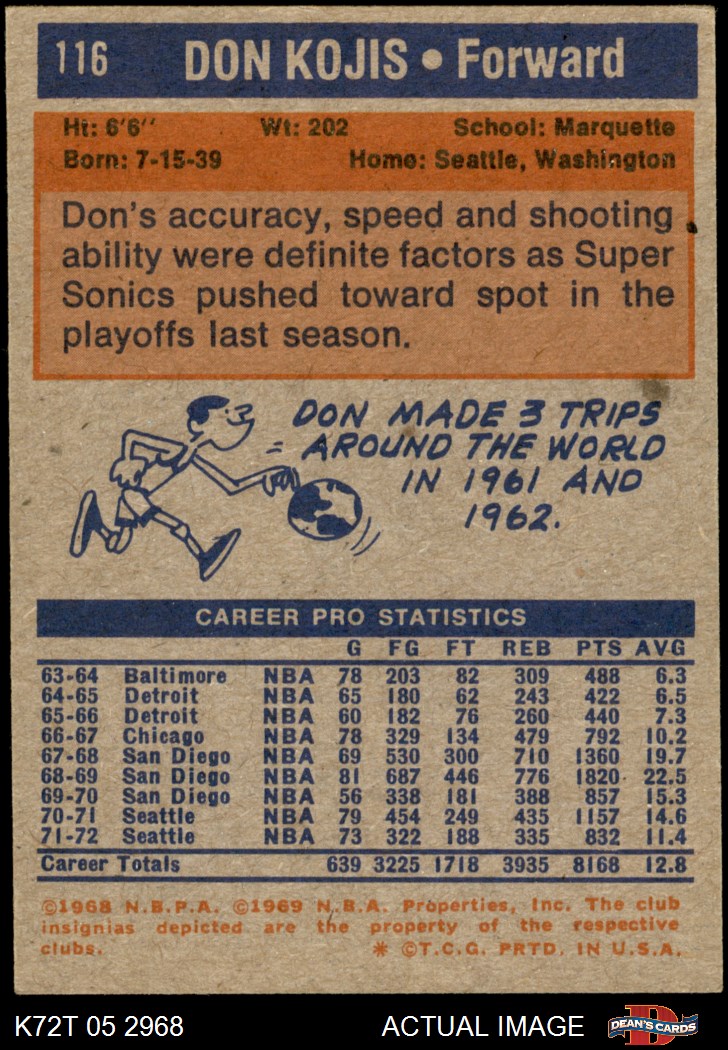 116 DON KOJIS • Forward
Ht: 6'6'' Wt: 202 School: Marquette
Born: 7-15-39 Home: Seattle, Washington
Don's accuracy, speed and shooting
ability were definite factors as Super
Sonics pushed toward spot in the
playoffs last season.
DON MADE 3 TRIPS
AROUND THE WORLD
IN 1961 AND
1962.
CAREER PRO STATISTICS
G FG FT REB PTS AVG
63-64 Baltimore NBA 78 203 82 309 488 6.3
64-65 Detroit NBA 65 180 62 243 422 6.5
65-66 Detroit NBA 60 182 76 260 440 7.3
66-67 Chicago NBA 78 329 134 479 792 10.2
67-68 San Diego NBA 69 530 300 710 1360 19.7
68-69 San Diego NBA 81 687 446 776 1820 22.5
69-70 San Diego NBA 56 338 181 388 857 15.3
70-71 Seattle NBA 79 454 249 435 1157 14.6
71-72 Seattle NBA 73 322 188 335 832 11.4
Career Totals 639 3225 1718 3935 8168 12.8
©1968 N.B.P.A. ©1969 N.B.A. Properties, Inc. The club
insignias depicted are the property of the respective
clubs. * ©T.C.G. PRTD. IN U.S.A.
K72T 05 2968 ACTUAL IMAGE D DEAN'S CARDS